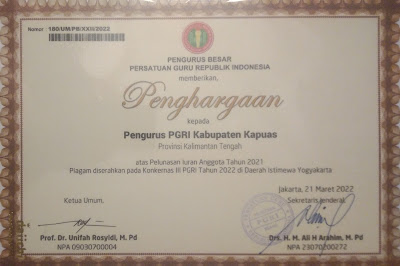 Nomor : 180/UM/PB/XXII/2022
PENGURUS BESAR
PERSATUAN GURU REPUBLIK INDONESIA
memberikan,
Penghargaan
kepada
Pengurus PGRI Kabupaten Kapuas
Provinsi Kalimantan Tengah
atas Pelunasan Iuran Anggota Tahun 2021
Piagam diserahkan pada Konkernas III PGRI Tahun 2022 di Daerah Istimewa Yogyakarta
Jakarta, 21 Maret 2022
Ketua Umum,
Sekretaris Jenderal
Prof. Dr. Unifah Rosyidi, M. Pd
NPA 09030700004
Drs. H. M. Ali H Arahim, M. Pd
NPA 23070200272